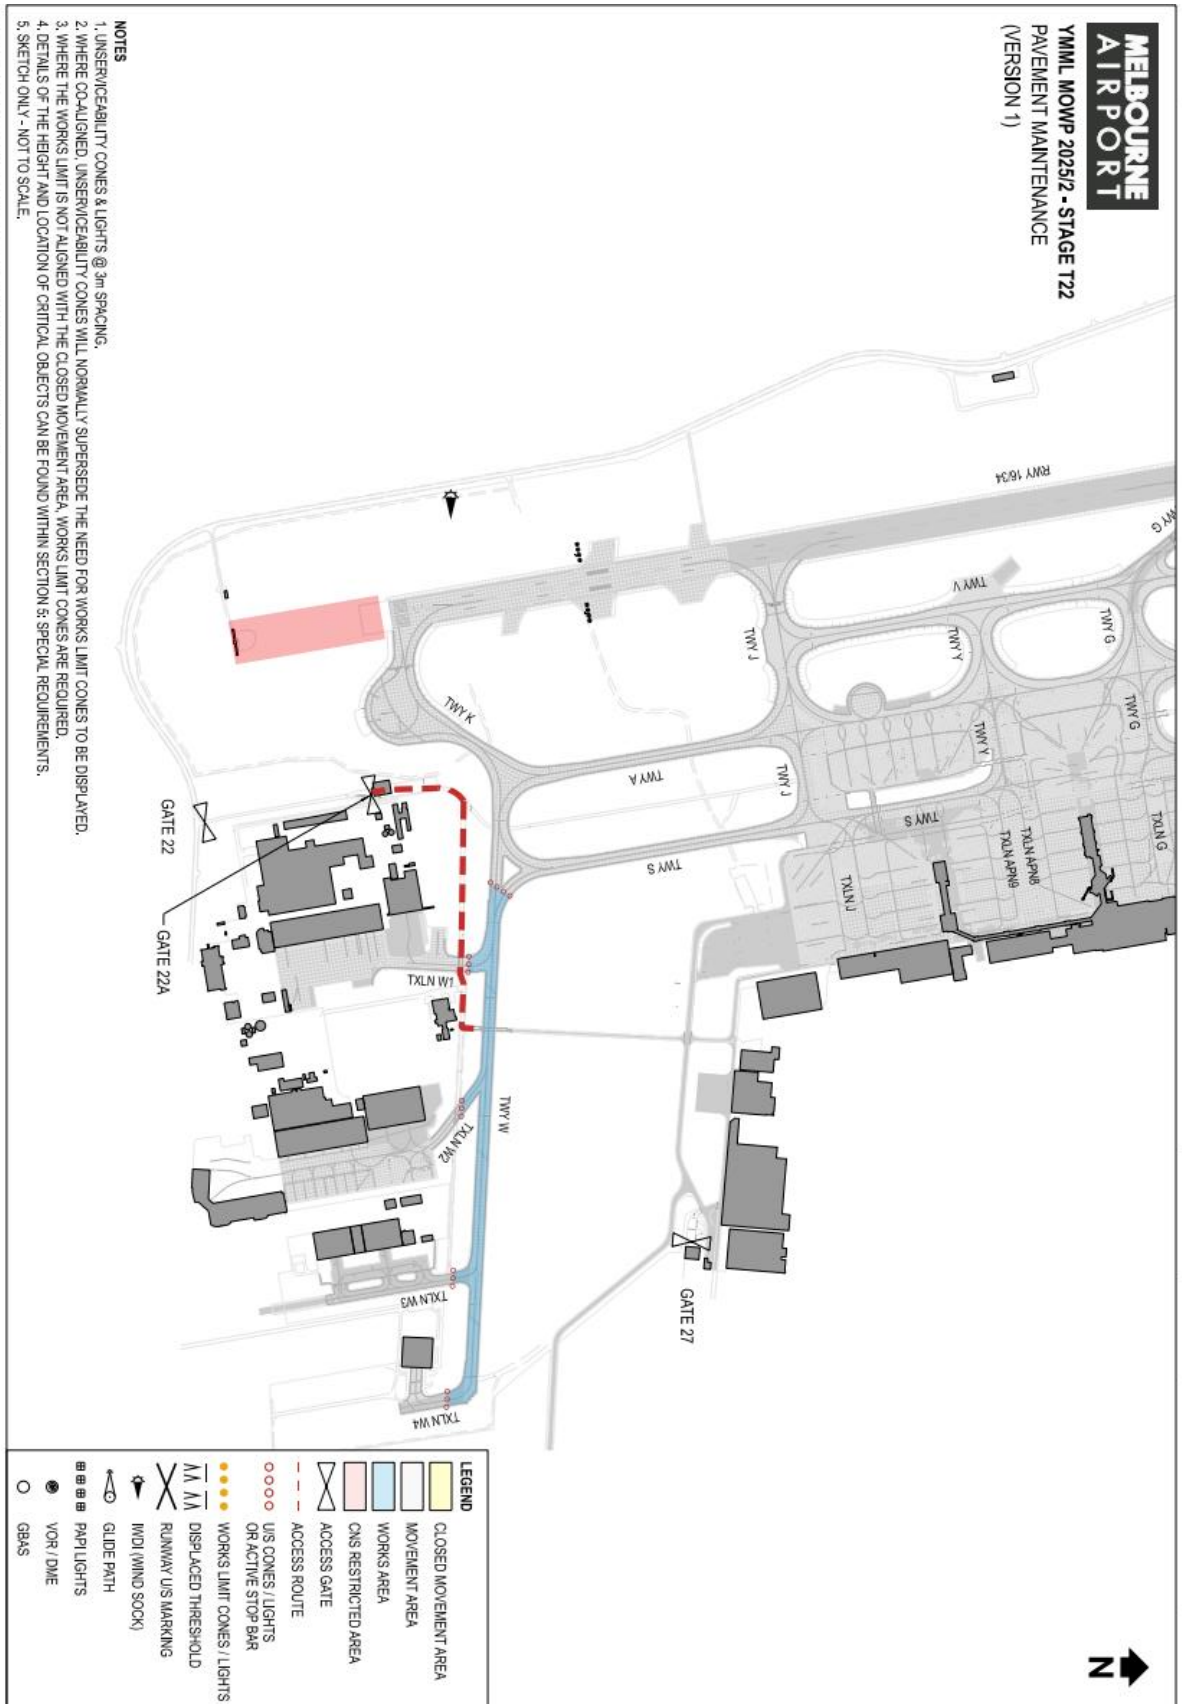 MELBOURNE
AIRPORT
YMML MOWP 2025/2 - STAGE T22
PAVEMENT MAINTENANCE
(VERSION 1)
N
RWY 16/34
TWY G
TWY V
TWY G
TWY Y
TWY J
TWY G
TWY Y
TWY J
TWY K
TWY A
TWY S
TWY S
TXLN G
TXLN APN8
TXLN APN9
TXLN J
TXLN W1
TWY W
TXLN W2
TXLN W3
TXLN W4
GATE 22
GATE 22A
GATE 27
NOTES
1. UNSERVICEABILITY CONES & LIGHTS @ 3m SPACING.
2. WHERE CO-ALIGNED, UNSERVICEABILITY CONES WILL NORMALLY SUPERSEDE THE NEED FOR WORKS LIMIT CONES TO BE DISPLAYED.
3. WHERE THE WORKS LIMIT IS NOT ALIGNED WITH THE CLOSED MOVEMENT AREA, WORKS LIMIT CONES ARE REQUIRED.
4. DETAILS OF THE HEIGHT AND LOCATION OF CRITICAL OBJECTS CAN BE FOUND WITHIN SECTION 5: SPECIAL REQUIREMENTS.
5. SKETCH ONLY - NOT TO SCALE.
LEGEND
CLOSED MOVEMENT AREA
MOVEMENT AREA
WORKS AREA
CNS RESTRICTED AREA
ACCESS GATE
ACCESS ROUTE
U/S CONES / LIGHTS
OR ACTIVE STOP BAR
WORKS LIMIT CONES / LIGHTS
DISPLACED THRESHOLD
RUNWAY U/S MARKING
IWDI (WIND SOCK)
GLIDE PATH
PAPI LIGHTS
VOR / DME
GBAS